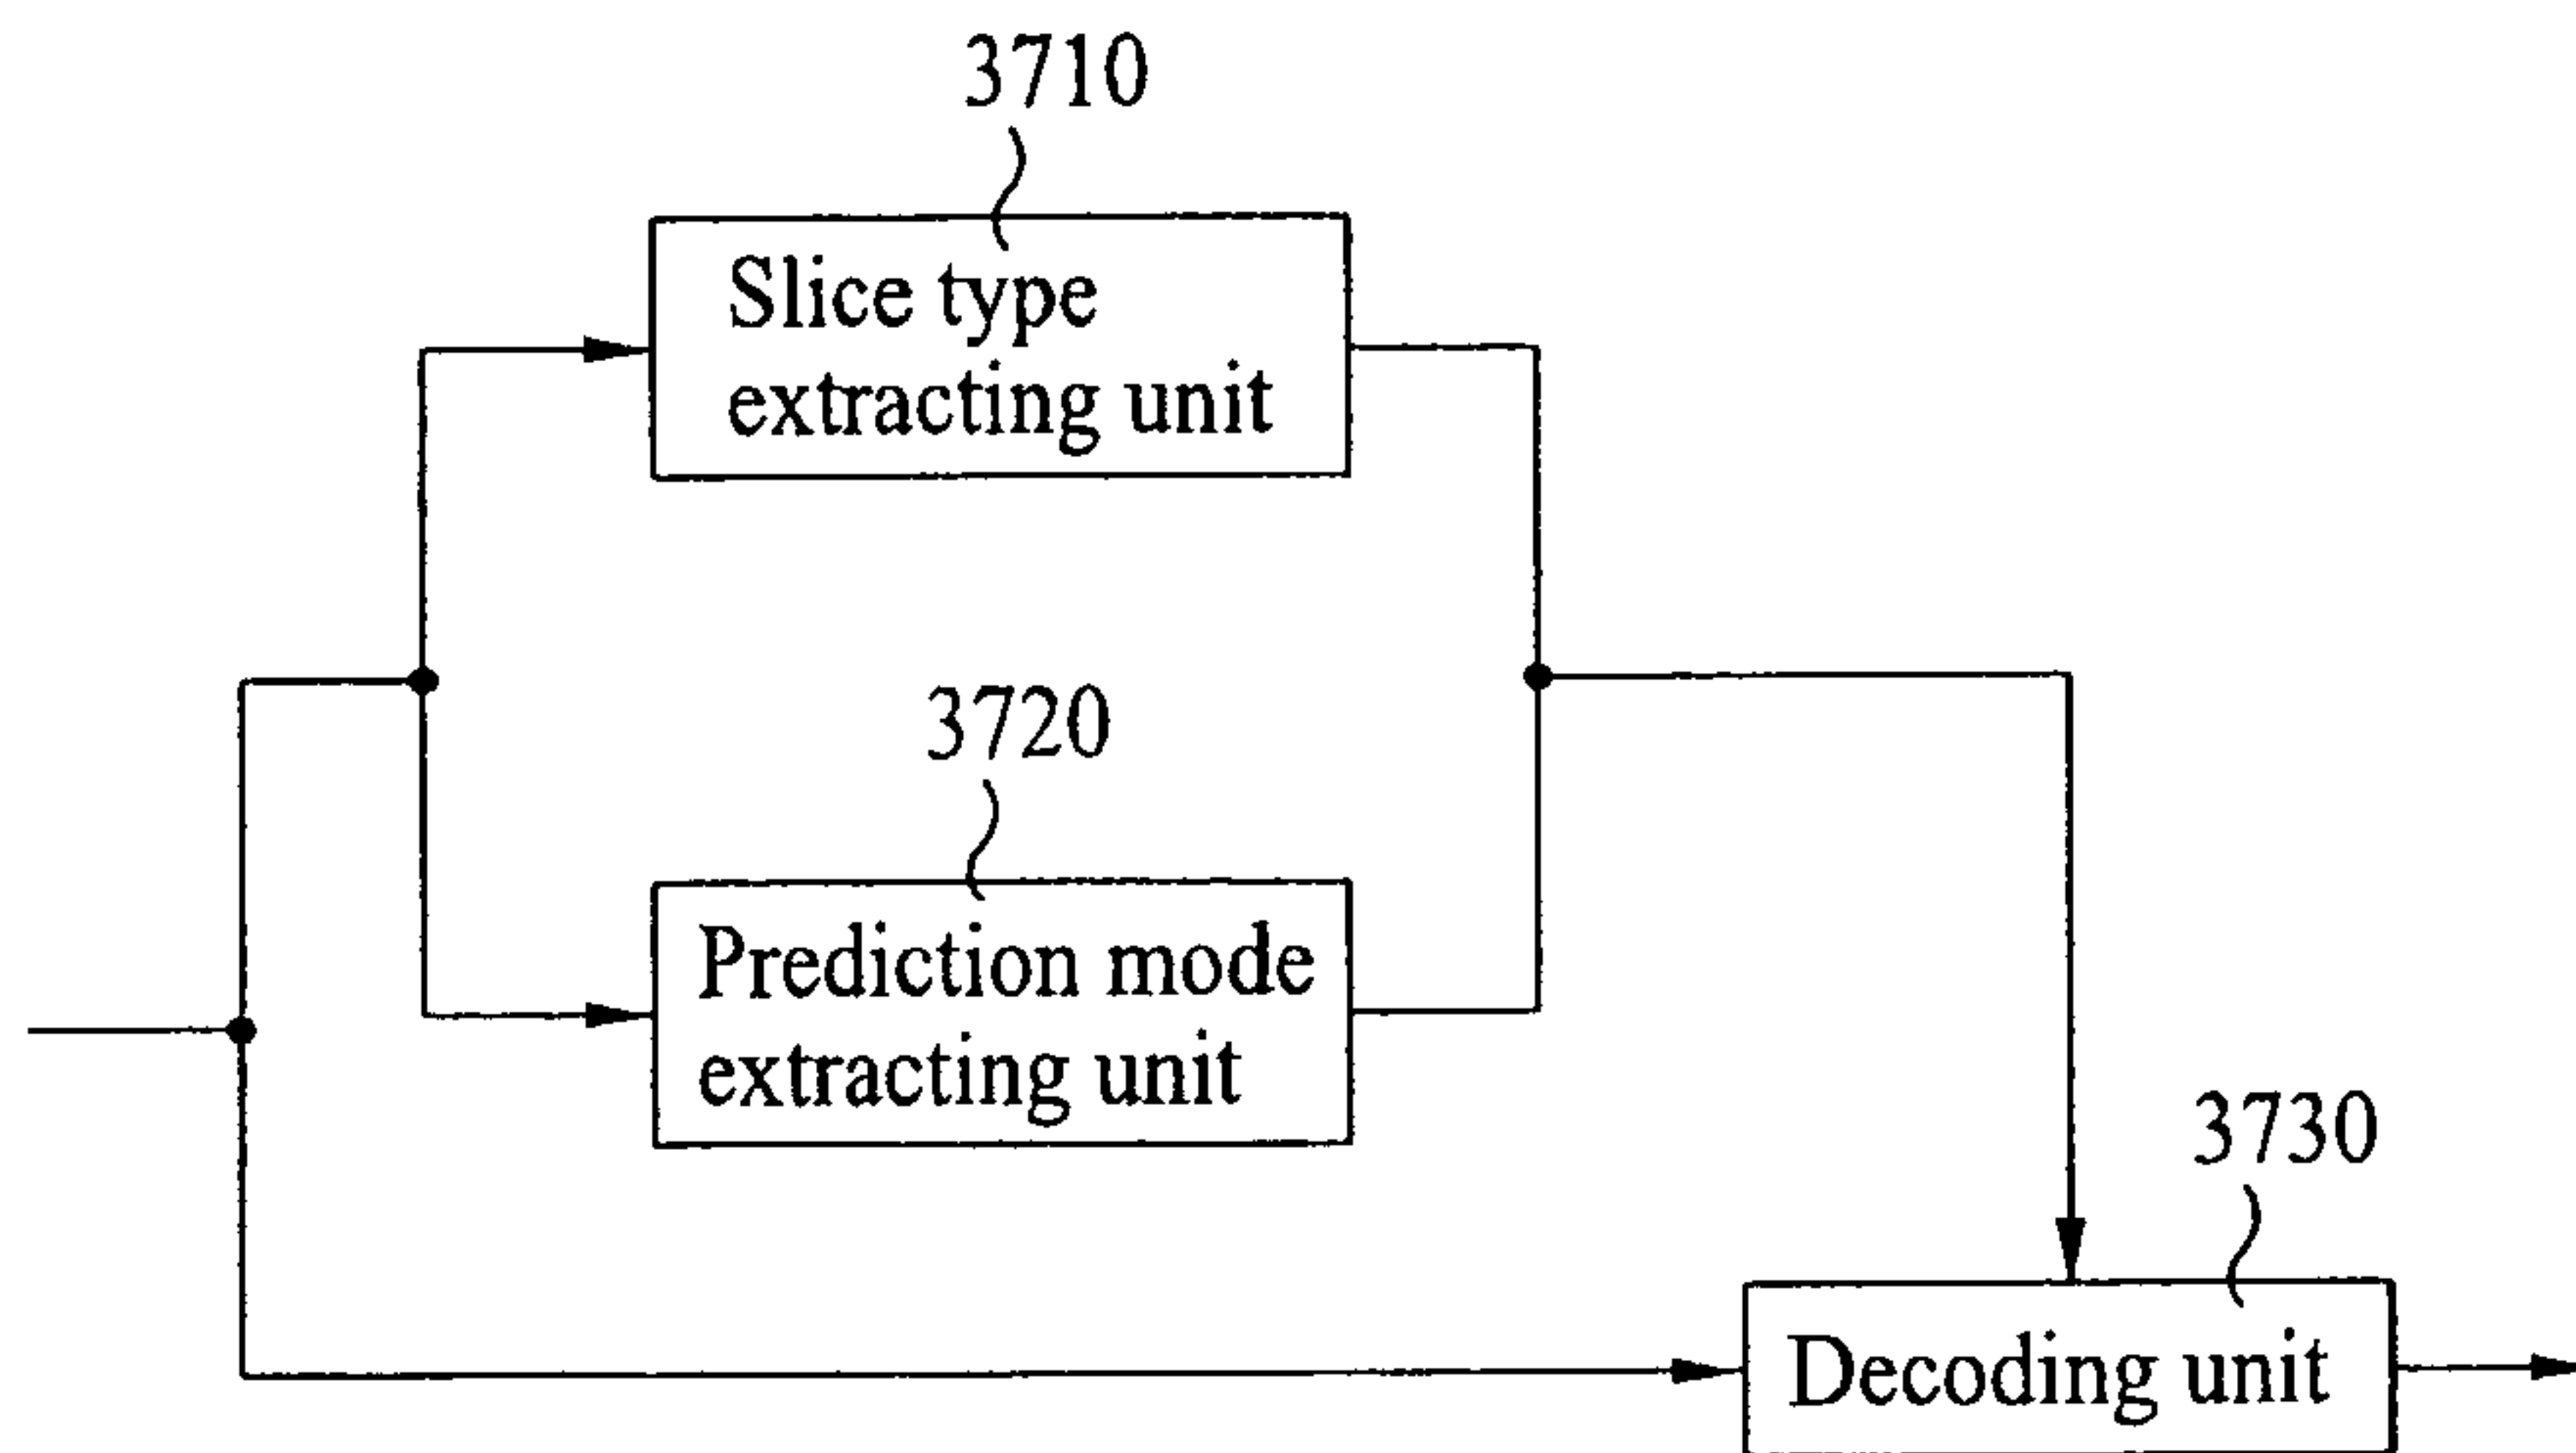 3710
Slice type
extracting unit
3720
Prediction mode
extracting unit
3730
Decoding unit